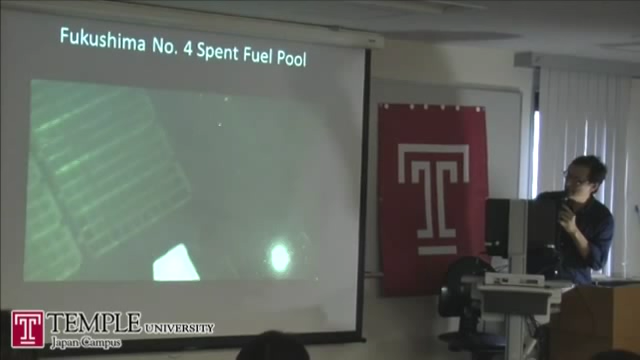 Fukushima No. 4 Spent Fuel Pool
T
T
TEMPLE UNIVERSITY
Japan Campus